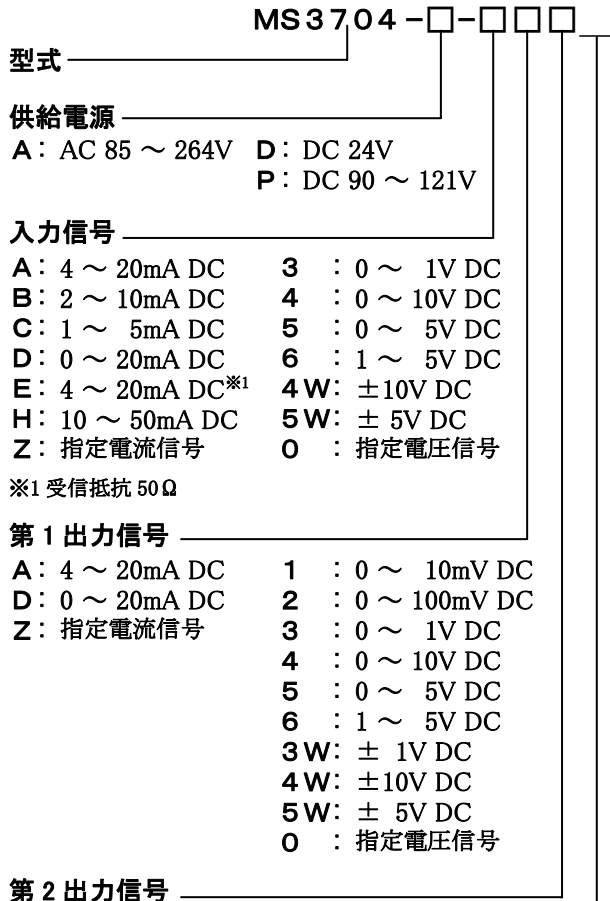 MS3704-□-□□□
型式
供給電源
A: AC 85 ～ 264V D: DC 24V
P: DC 90 ～ 121V
入力信号
A: 4 ～ 20mA DC 3 : 0 ～ 1V DC
B: 2 ～ 10mA DC 4 : 0 ～ 10V DC
C: 1 ～ 5mA DC 5 : 0 ～ 5V DC
D: 0 ～ 20mA DC 6 : 1 ～ 5V DC
E: 4 ～ 20mA DC※1 4W: ±10V DC
H: 10 ～ 50mA DC 5W: ± 5V DC
Z: 指定電流信号 0 : 指定電圧信号
※1 受信抵抗 50Ω
第1出力信号
A: 4 ～ 20mA DC 1 : 0 ～ 10mV DC
D: 0 ～ 20mA DC 2 : 0 ～ 100mV DC
Z: 指定電流信号 3 : 0 ～ 1V DC
4 : 0 ～ 10V DC
5 : 0 ～ 5V DC
6 : 1 ～ 5V DC
3W: ± 1V DC
4W: ±10V DC
5W: ± 5V DC
0 : 指定電圧信号
第2出力信号